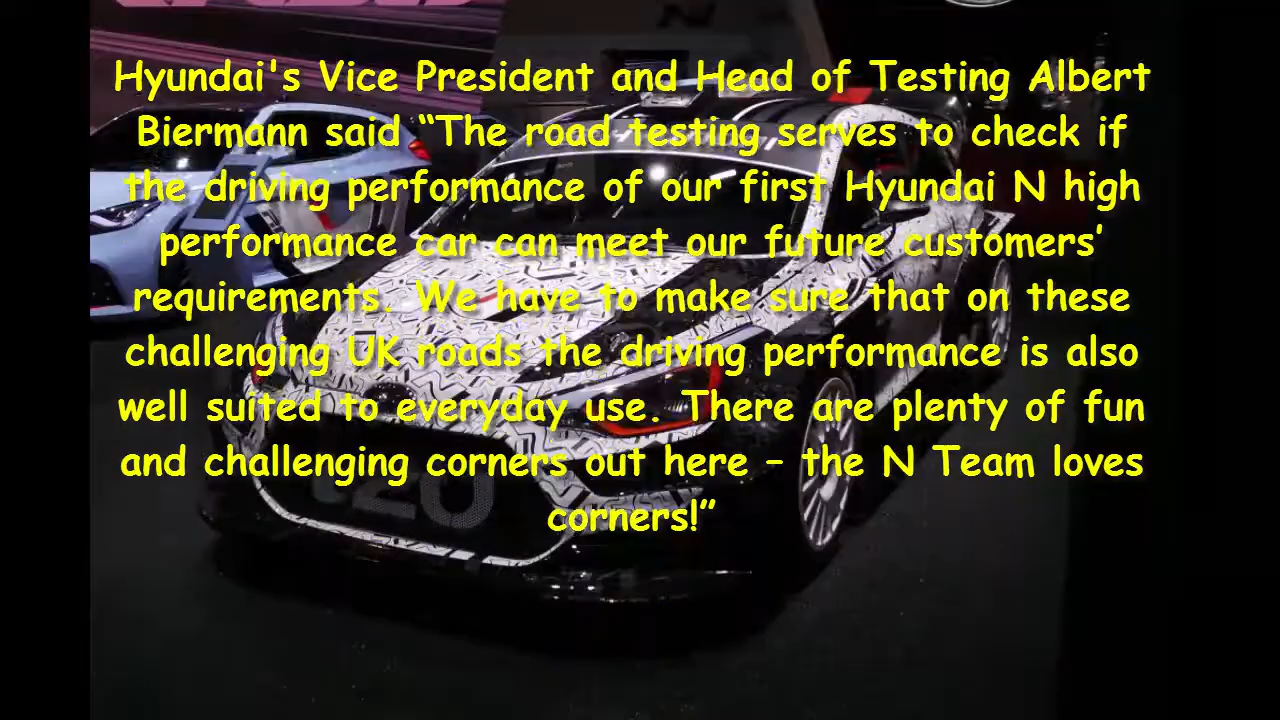 Hyundai's Vice President and Head of Testing Albert
Biermann said “The road testing serves to check if
the driving performance of our first Hyundai N high
performance car can meet our future customers’
requirements. We have to make sure that on these
challenging UK roads the driving performance is also
well suited to everyday use. There are plenty of fun
and challenging corners out here – the N Team loves
corners!”